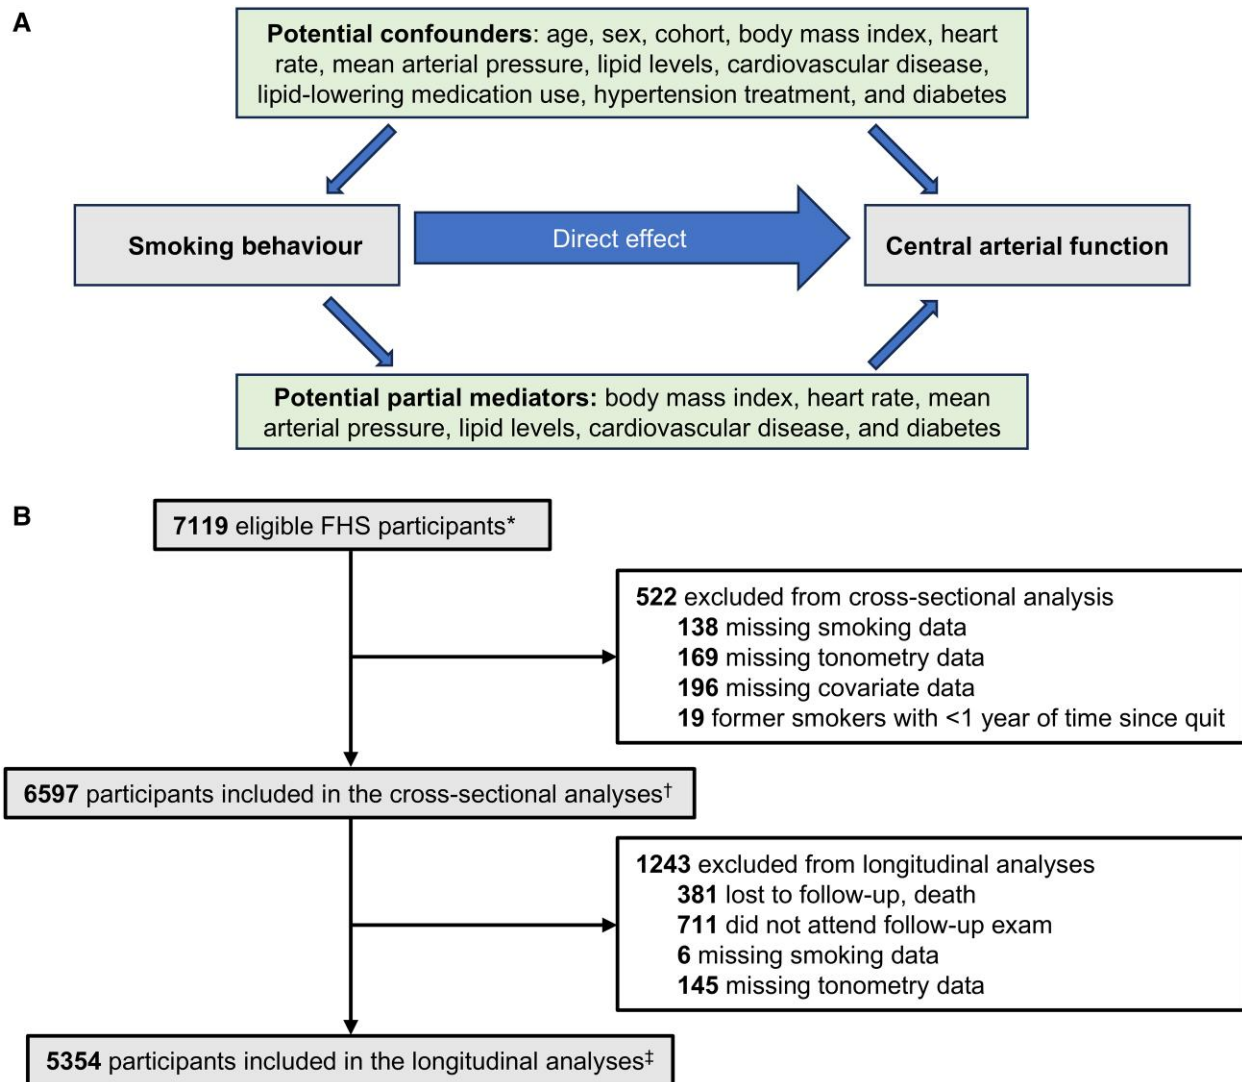 A
Potential confounders: age, sex, cohort, body mass index, heart
rate, mean arterial pressure, lipid levels, cardiovascular disease,
lipid-lowering medication use, hypertension treatment, and diabetes
Smoking behaviour
Direct effect
Central arterial function
Potential partial mediators: body mass index, heart rate, mean
arterial pressure, lipid levels, cardiovascular disease, and diabetes
B
7119 eligible FHS participants*
522 excluded from cross-sectional analysis
138 missing smoking data
169 missing tonometry data
196 missing covariate data
19 former smokers with <1 year of time since quit
6597 participants included in the cross-sectional analyses†
1243 excluded from longitudinal analyses
381 lost to follow-up, death
711 did not attend follow-up exam
6 missing smoking data
145 missing tonometry data
5354 participants included in the longitudinal analyses‡